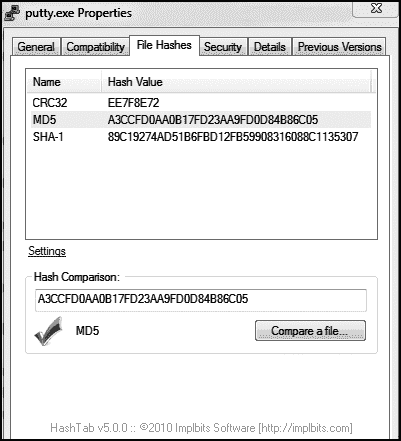 putty.exe Properties
General Compatibility File Hashes Security Details Previous Versions
Name Hash Value
CRC32 EE7F8E72
MD5 A3CCFD0AA0B17FD23AA9FD0D84B86C05
SHA-1 89C19274AD51B6FBD12FB59908316088C1135307
Settings
Hash Comparison:
A3CCFD0AA0B17FD23AA9FD0D84B86C05
MD5 Compare a file...
HashTab v5.0.0 :: ©2010 Implbits Software [http://implbits.com]